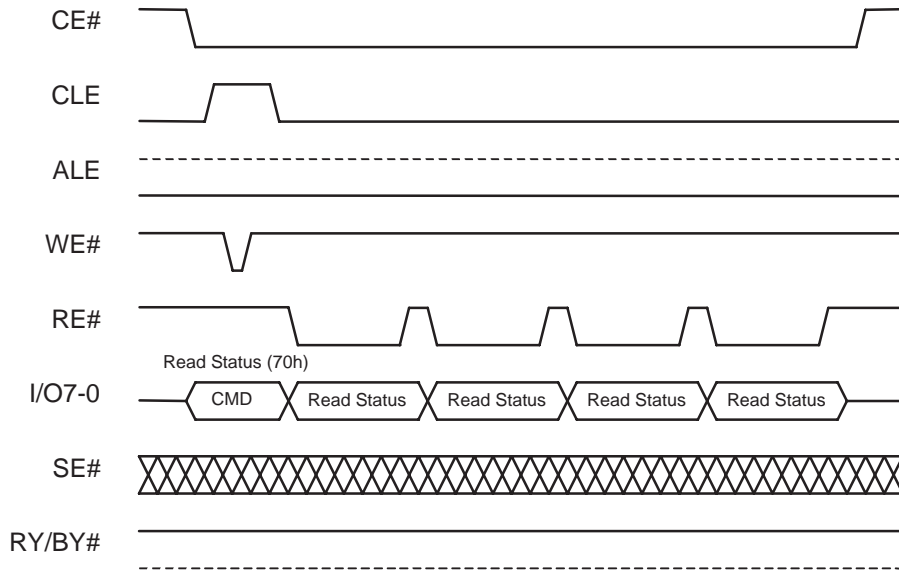 CE#
CLE
ALE
WE#
RE#
Read Status (70h)
I/O7-0 CMD Read Status Read Status Read Status Read Status
SE#
RY/BY#